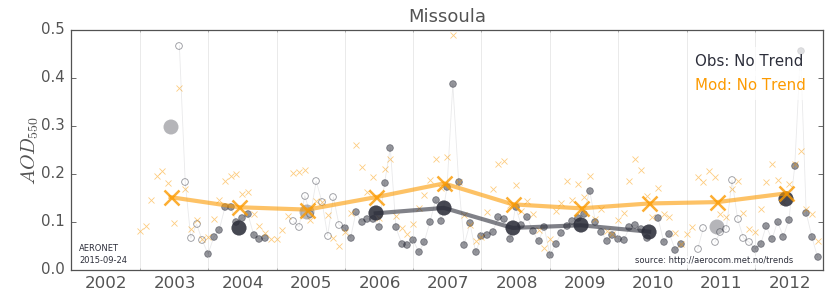 Missoula
0.5
0.4
0.3
0.2
0.1
0.0
AOD550
Obs: No Trend
Mod: No Trend
AERONET
2015-09-24
source: http://aerocom.met.no/trends
2002 2003 2004 2005 2006 2007 2008 2009 2010 2011 2012